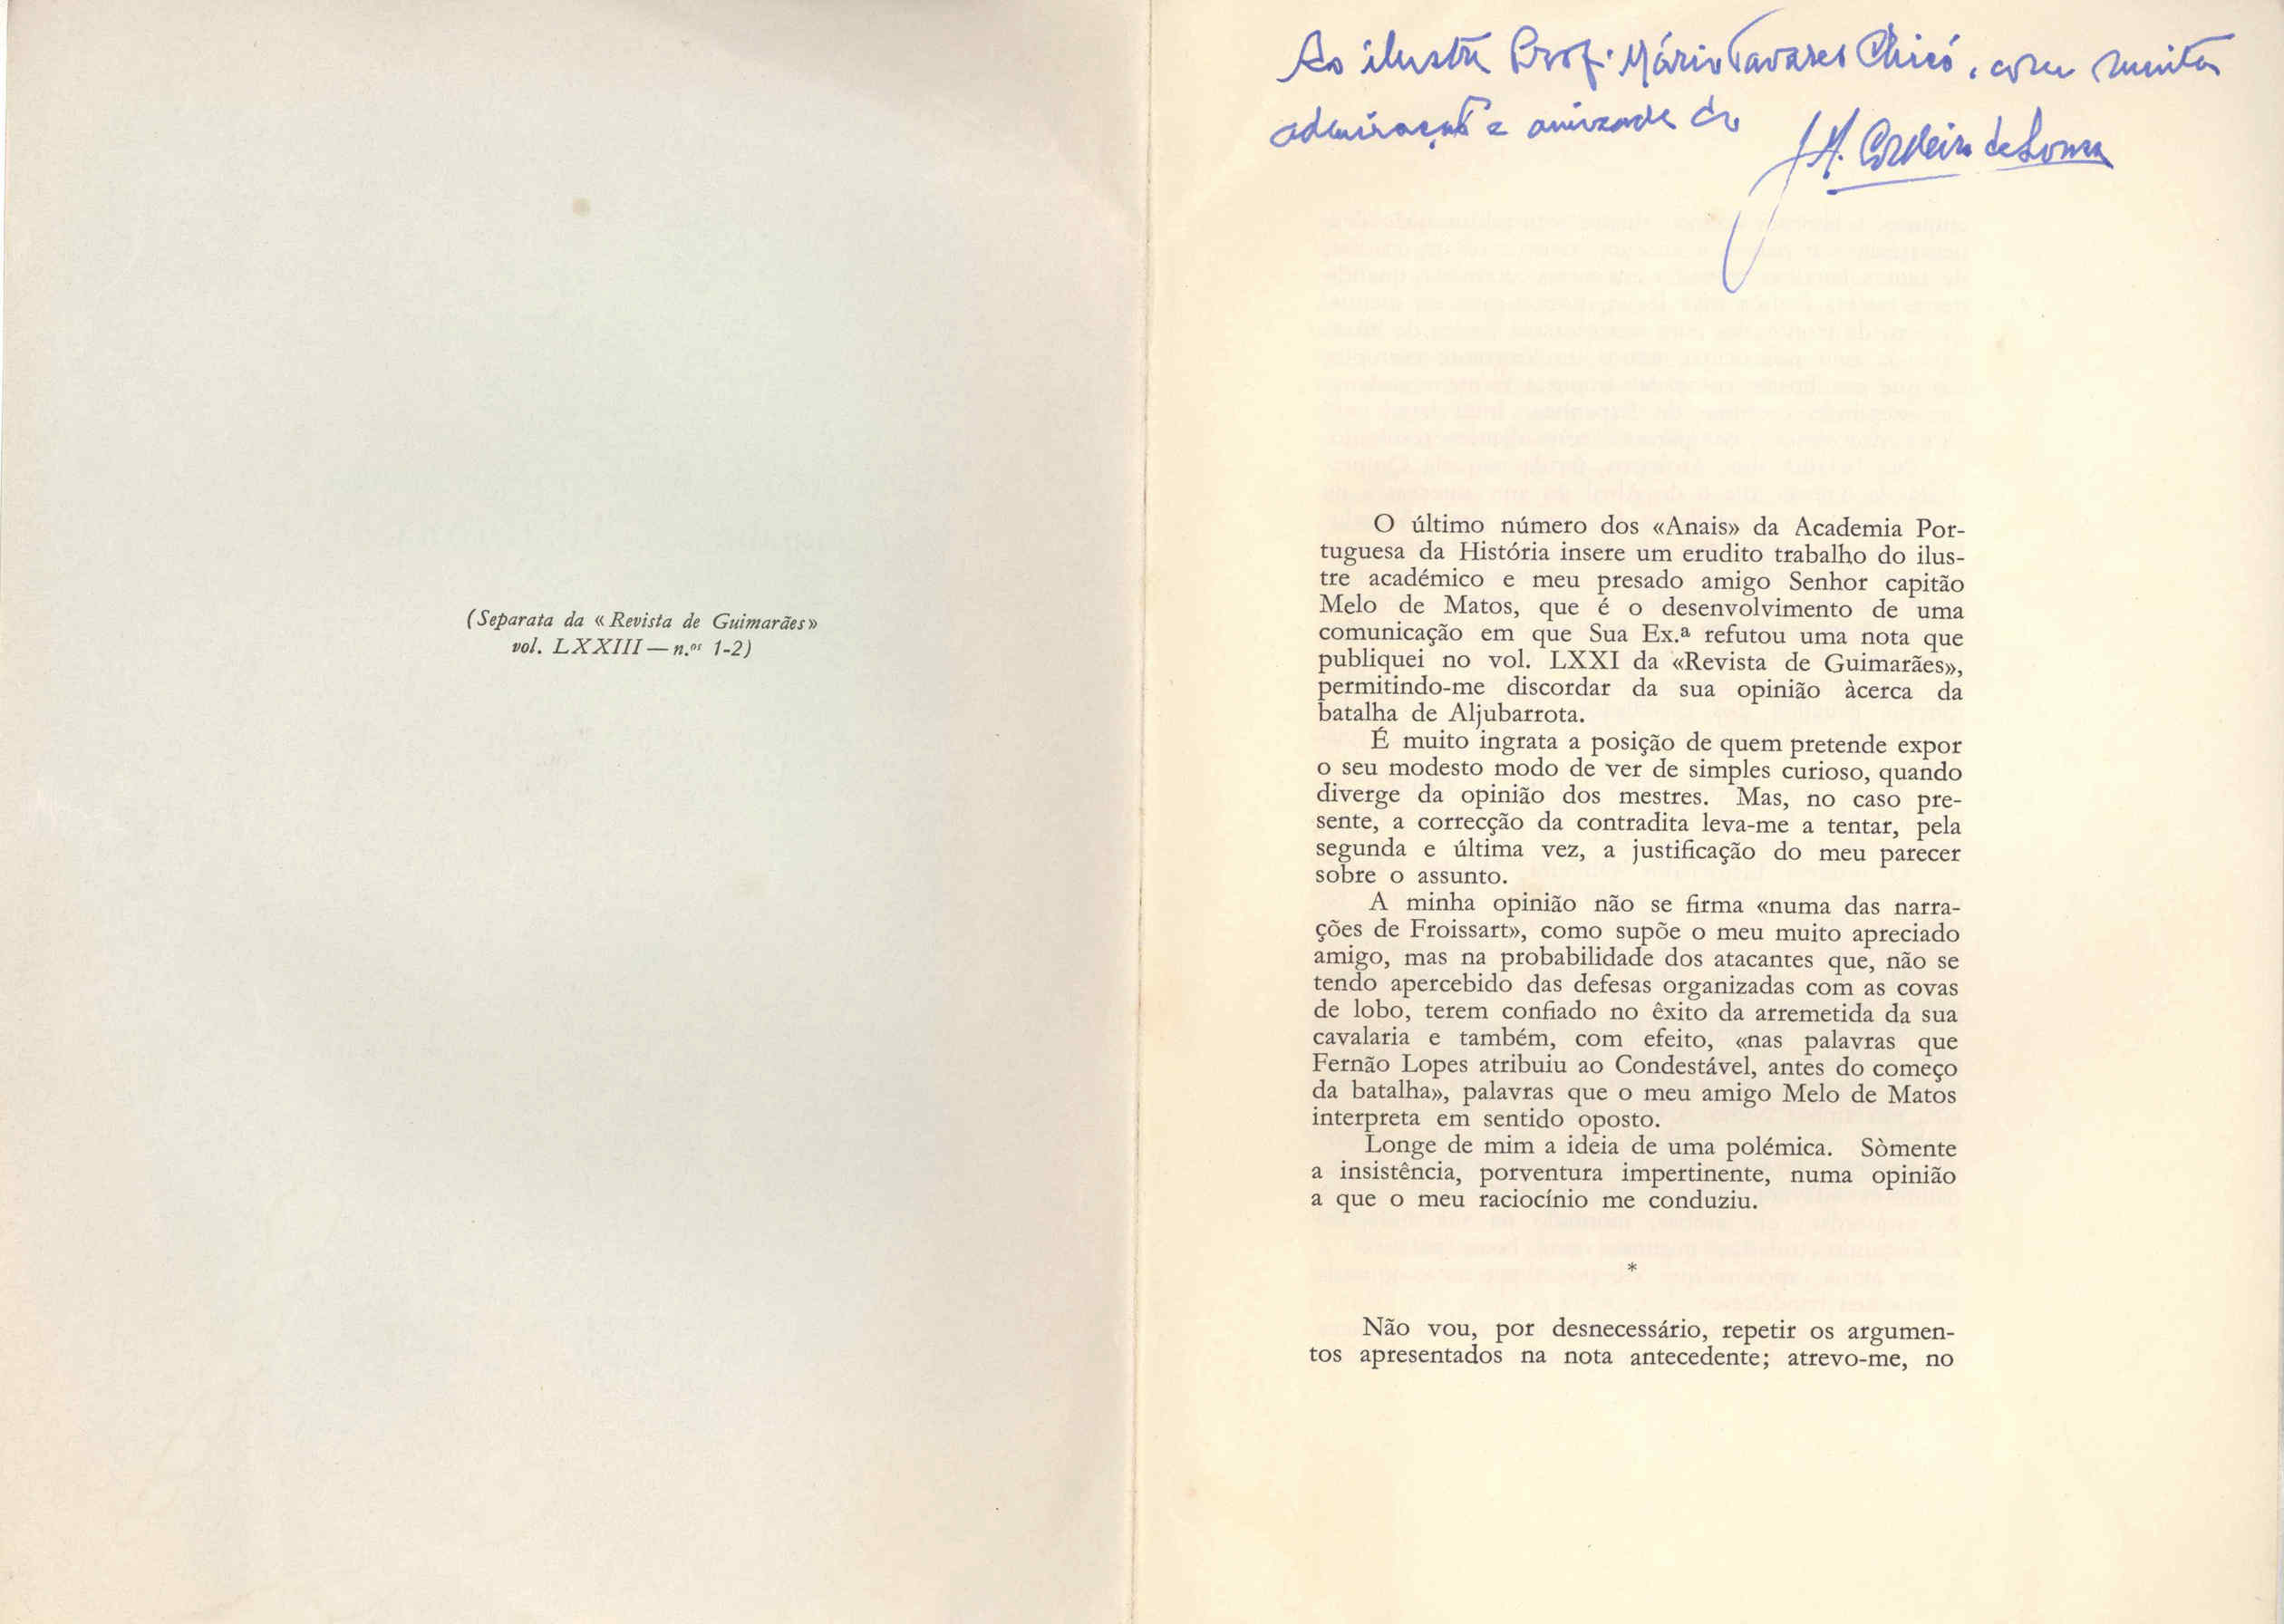 (Separata da «Revista de Guimarães»
vol. LXXIII — n.os 1-2)
Ao ilustre Prof. Mário Tavares Chicó, com muita
admiração e amizade do
J. M. Cordeiro de Sousa
O último número dos «Anais» da Academia Por-
tuguesa da História insere um erudito trabalho do ilus-
tre académico e meu presado amigo Senhor capitão
Melo de Matos, que é o desenvolvimento de uma
comunicação em que Sua Ex.ª refutou uma nota que
publiquei no vol. LXXI da «Revista de Guimarães»,
permitindo-me discordar da sua opinião àcerca da
batalha de Aljubarrota.
É muito ingrata a posição de quem pretende expor
o seu modesto modo de ver de simples curioso, quando
diverge da opinião dos mestres. Mas, no caso pre-
sente, a correcção da contradita leva-me a tentar, pela
segunda e última vez, a justificação do meu parecer
sobre o assunto.
A minha opinião não se firma «numa das narra-
ções de Froissart», como supõe o meu muito apreciado
amigo, mas na probabilidade dos atacantes que, não se
tendo apercebido das defesas organizadas com as covas
de lobo, terem confiado no êxito da arremetida da sua
cavalaria e também, com efeito, «nas palavras que
Fernão Lopes atribuiu ao Condestável, antes do começo
da batalha», palavras que o meu amigo Melo de Matos
interpreta em sentido oposto.
Longe de mim a ideia de uma polémica. Sòmente
a insistência, porventura impertinente, numa opinião
a que o meu raciocínio me conduziu.
*
Não vou, por desnecessário, repetir os argumen-
tos apresentados na nota antecedente; atrevo-me, no